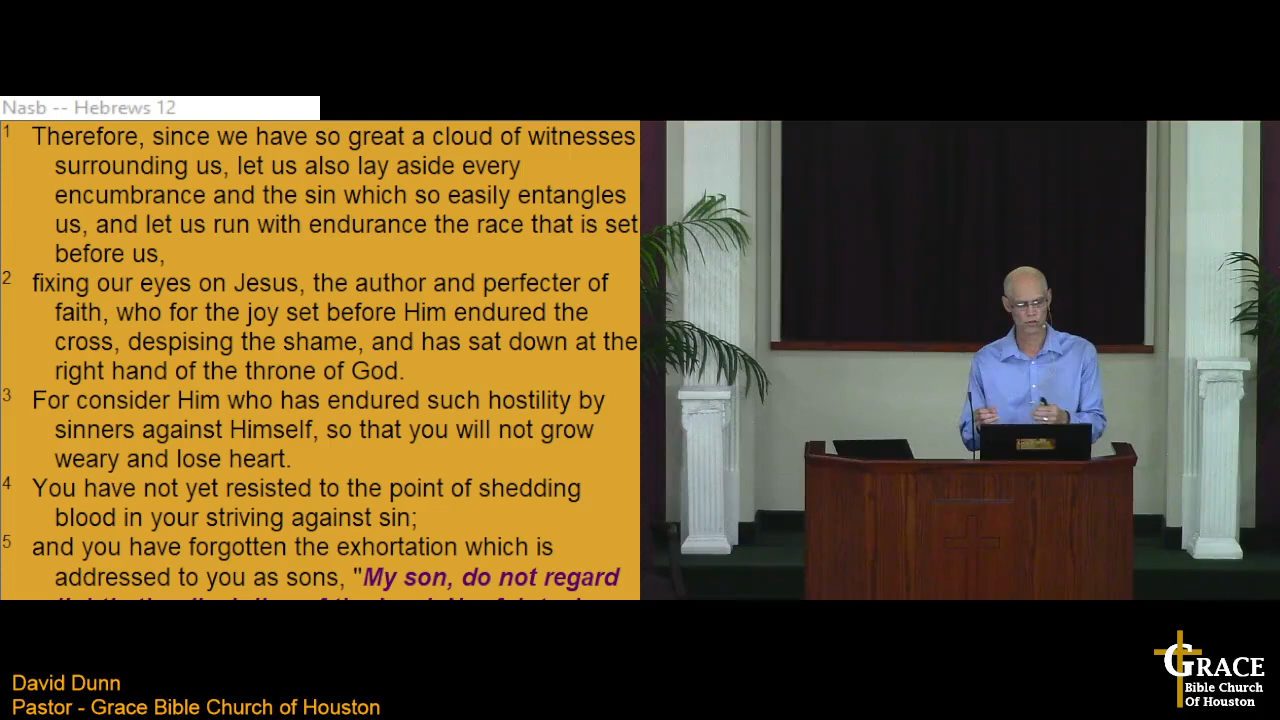 Nasb -- Hebrews 12
1 Therefore, since we have so great a cloud of witnesses
surrounding us, let us also lay aside every
encumbrance and the sin which so easily entangles
us, and let us run with endurance the race that is set
before us,
2 fixing our eyes on Jesus, the author and perfecter of
faith, who for the joy set before Him endured the
cross, despising the shame, and has sat down at the
right hand of the throne of God.
3 For consider Him who has endured such hostility by
sinners against Himself, so that you will not grow
weary and lose heart.
4 You have not yet resisted to the point of shedding
blood in your striving against sin;
5 and you have forgotten the exhortation which is
addressed to you as sons, "My son, do not regard
David Dunn
Pastor - Grace Bible Church of Houston
GRACE
Bible Church
Of Houston